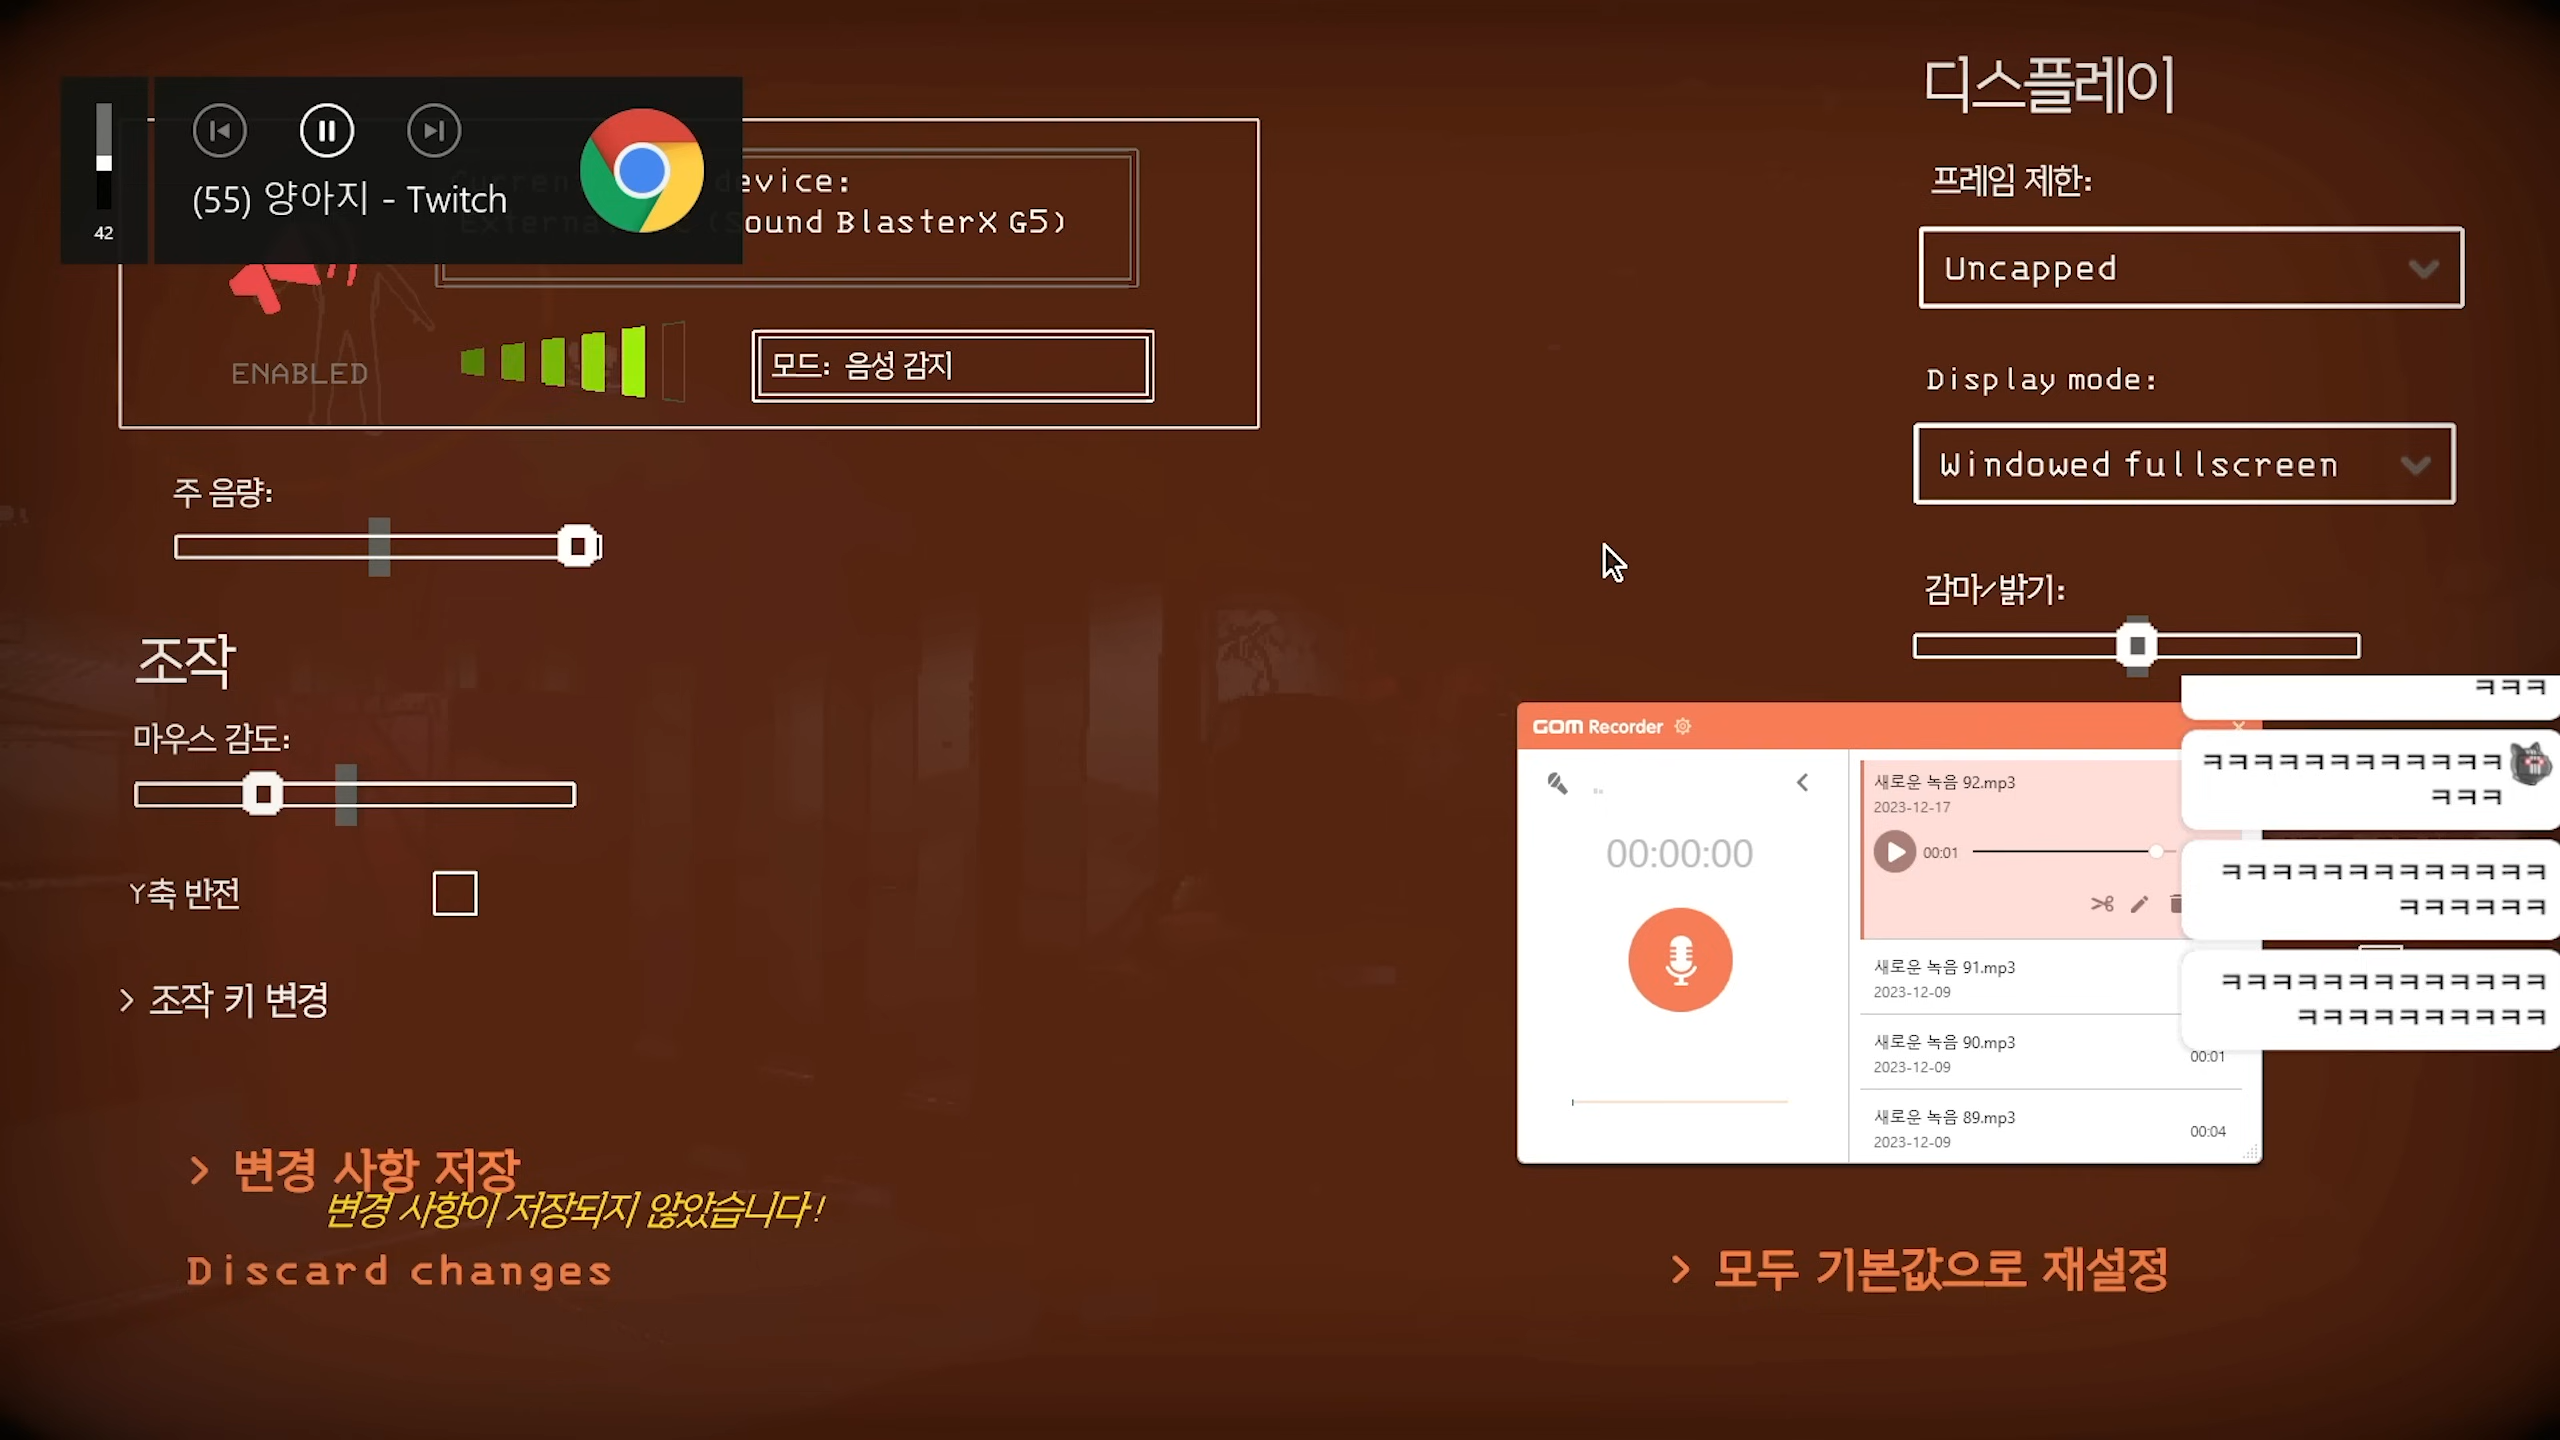 42
(55) 양아지 - Twitch
evice:
Sound BlasterX G5)
ENABLED
모드: 음성 감지
주 음량:
조작
마우스 감도:
Y축 반전
> 조작 키 변경
> 변경 사항 저장
변경 사항이 저장되지 않았습니다!
Discard changes
디스플레이
프레임 제한:
Uncapped
Display mode:
Windowed fullscreen
감마/밝기:
GOM Recorder
00:00:00
새로운 녹음 92.mp3
2023-12-17
00:01
새로운 녹음 91.mp3
2023-12-09
새로운 녹음 90.mp3
2023-12-09
00:01
새로운 녹음 89.mp3
2023-12-09
00:04
ㅋㅋㅋ
ㅋㅋㅋㅋㅋㅋㅋㅋㅋㅋㅋㅋ
ㅋㅋㅋ
ㅋㅋㅋㅋㅋㅋㅋㅋㅋㅋㅋㅋㅋ
ㅋㅋㅋㅋㅋㅋ
ㅋㅋㅋㅋㅋㅋㅋㅋㅋㅋㅋㅋㅋ
ㅋㅋㅋㅋㅋㅋㅋㅋㅋㅋ
> 모두 기본값으로 재설정